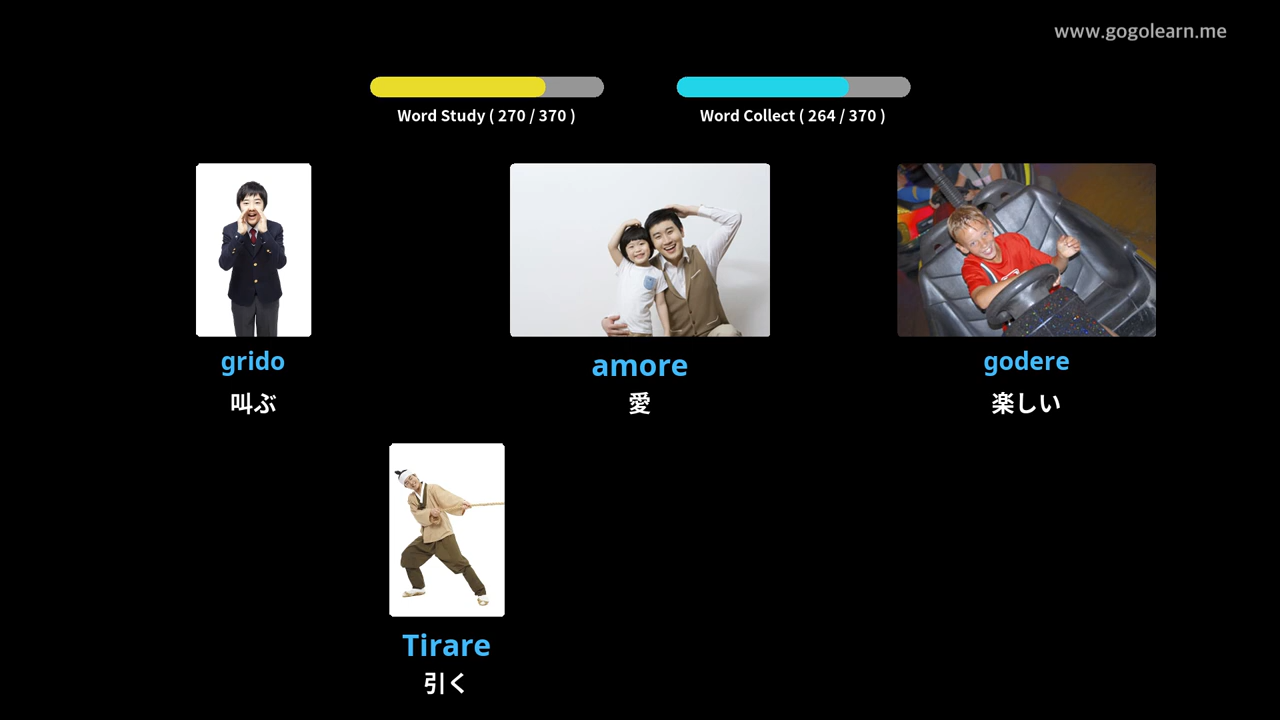 www.gogolearn.me
Word Study ( 270 / 370 )
Word Collect ( 264 / 370 )
grido
叫ぶ
amore
愛
godere
楽しい
Tirare
引く